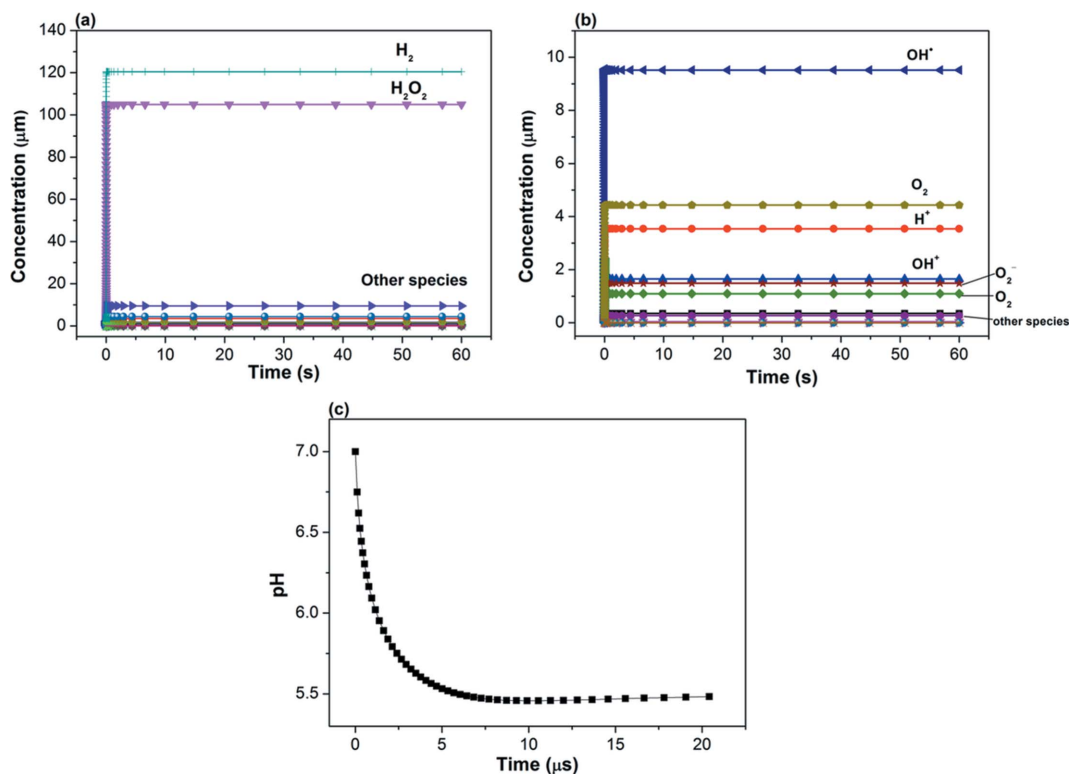 (a)
H₂
H₂O₂
Other species
Concentration (μm)
140
120
100
80
60
40
20
0
0 10 20 30 40 50 60
Time (s)
(b)
OH•
O₂
H⁺
OH⁺
O₂⁻
O₂
other species
Concentration (μm)
10
8
6
4
2
0
0 10 20 30 40 50 60
Time (s)
(c)
pH
7.0
6.5
6.0
5.5
0 5 10 15 20
Time (μs)